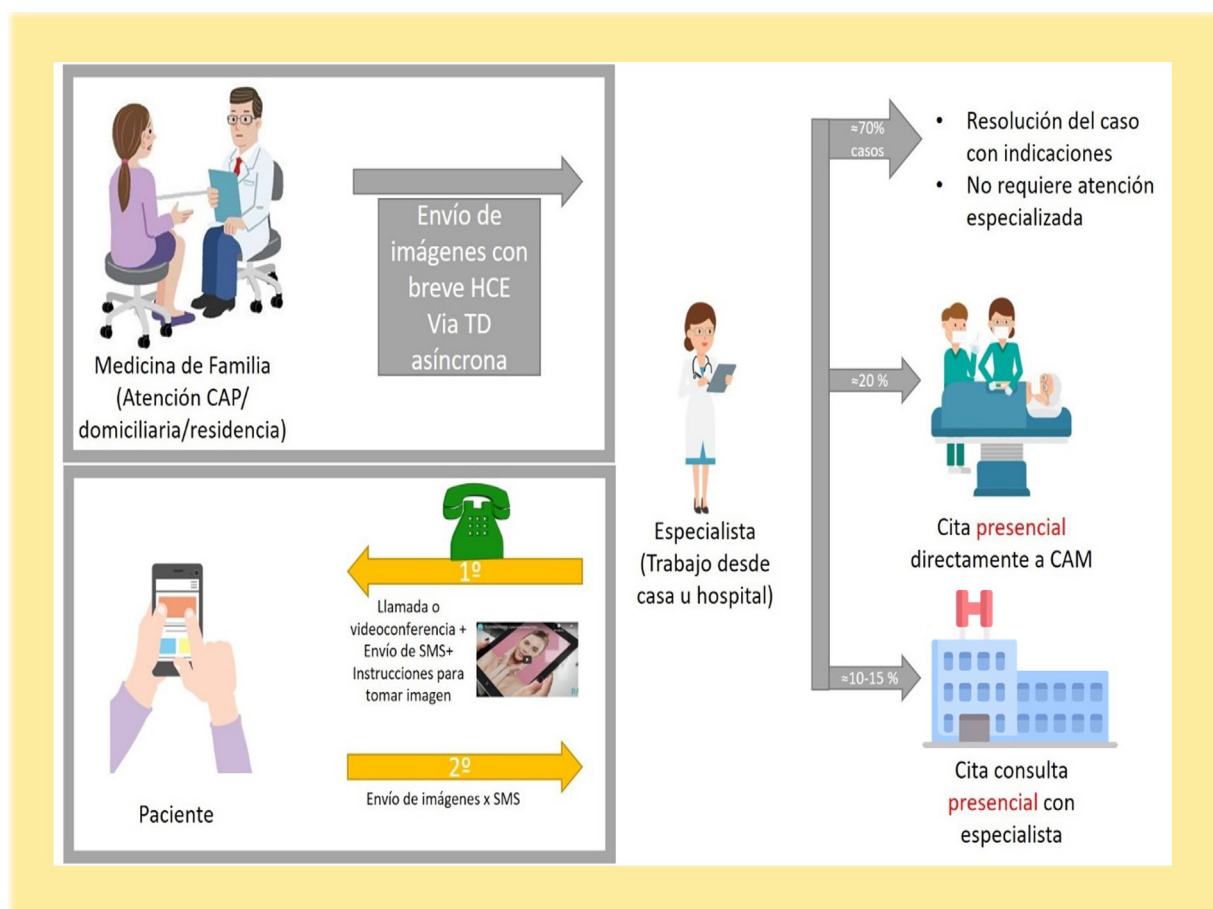 Envío de
imágenes con
breve HCE
Via TD
asíncrona
Medicina de Familia
(Atención CAP/
domiciliaria/residencia)
1º
Llamada o
videoconferencia +
Envío de SMS+
Instrucciones para
tomar imagen
2º
Envío de imágenes x SMS
Paciente
Especialista
(Trabajo desde
casa u hospital)
≈70%
casos
• Resolución del caso
con indicaciones
• No requiere atención
especializada
≈20 %
Cita presencial
directamente a CAM
≈10-15 %
H
Cita consulta
presencial con
especialista